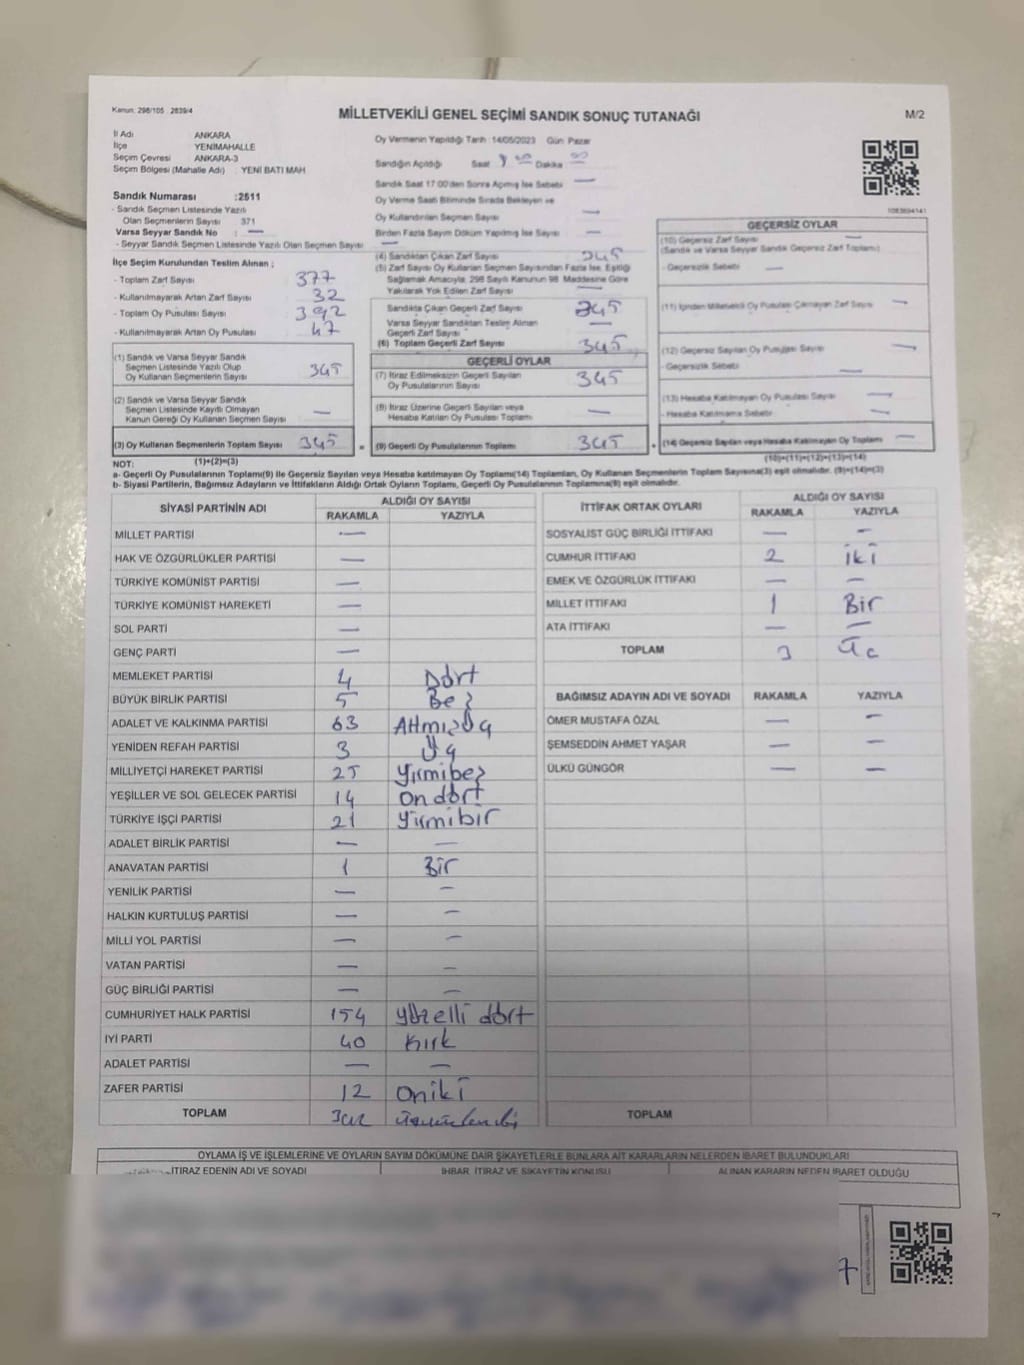 Kanun: 298/105 2839/4
MİLLETVEKİLİ GENEL SEÇİMİ SANDIK SONUÇ TUTANAĞI
M/2
İl Adı ANKARA
İlçe YENİMAHALLE
Seçim Çevresi ANKARA-3
Seçim Bölgesi (Mahalle Adı) : YENİ BATI MAH
Sandık Numarası :2511
- Sandık Seçmen Listesinde Yazılı
Olan Seçmenlerin Sayısı 371
Varsa Seyyar Sandık No : —
- Seyyar Sandık Seçmen Listesinde Yazılı Olan Seçmen Sayısı —
İlçe Seçim Kurulundan Teslim Alınan ;
- Toplam Zarf Sayısı 377
- Kullanılmayarak Artan Zarf Sayısı 32
- Toplam Oy Pusulası Sayısı 392
- Kullanılmayarak Artan Oy Pusulası 47
(1) Sandık ve Varsa Seyyar Sandık
Seçmen Listesinde Yazılı Olup
Oy Kullanan Seçmenlerin Sayısı 345
(2) Sandık ve Varsa Seyyar Sandık
Seçmen Listesinde Kayıtlı Olmayan
Kanun Gereği Oy Kullanan Seçmen Sayısı —
(3) Oy Kullanan Seçmenlerin Toplam Sayısı 345 =
(1)+(2)=(3)
Oy Vermenin Yapıldığı Tarih :14/05/2023 Gün Pazar
Sandığın Açıldığı Saat Dakika
Sandık Saat 17:00'den Sonra Açılmış İse Sebebi —
Oy Verme Saati Bitiminde Sırada Bekleyen ve
Oy Kullandırılan Seçmen Sayısı —
Birden Fazla Sayım Döküm Yapılmış İse Sayısı —
(4) Sandıktan Çıkan Zarf Sayısı 345
(5) Zarf Sayısı Oy Kullanan Seçmen Sayısından Fazla İse, Eşitliği
Sağlamak Amacıyla, 298 Sayılı Kanunun 98 Maddesine Göre
Yakılarak Yok Edilen Zarf Sayısı —
Sandıkta Çıkan Geçerli Zarf Sayısı 345
Varsa Seyyar Sandıktan Teslim Alınan
Geçerli Zarf Sayısı —
(6) Toplam Geçerli Zarf Sayısı 345
GEÇERLİ OYLAR
(7) İtiraz Edilmeksizin Geçerli Sayılan
Oy Pusulalarının Sayısı 345
(8) İtiraz Üzerine Geçerli Sayılan veya
Hesaba Katılan Oy Pusulası Toplamı —
(9) Geçerli Oy Pusulalarının Toplamı 345 +
GEÇERSİZ OYLAR
(10) Geçersiz Zarf Sayısı —
(Sandık ve Varsa Seyyar Sandık Geçersiz Zarf Toplamı)
- Geçersizlik Sebebi —
(11) İçinden Milletvekili Oy Pusulası Çıkmayan Zarf Sayısı —
(12) Geçersiz Sayılan Oy Pusulası Sayısı —
- Geçersizlik Sebebi —
(13) Hesaba Katılmayan Oy Pusulası Sayısı —
- Hesaba Katılmama Sebebi —
(14) Geçersiz Sayılan veya Hesaba Katılmayan Oy Toplamı —
(10)+(11)+(12)+(13)=(14)
NOT:
a- Geçerli Oy Pusulalarının Toplamı(9) ile Geçersiz Sayılan veya Hesaba katılmayan Oy Toplamı(14) Toplamları, Oy Kullanan Seçmenlerin Toplam Sayısına(3) eşit olmalıdır. (9)+(14)=(3)
b- Siyasi Partilerin, Bağımsız Adayların ve İttifakların Aldığı Ortak Oyların Toplamı, Geçerli Oy Pusulalarının Toplamına(9) eşit olmalıdır.
SİYASİ PARTİNİN ADI ALDIĞI OY SAYISI
RAKAMLA YAZIYLA
MİLLET PARTİSİ —
HAK VE ÖZGÜRLÜKLER PARTİSİ —
TÜRKİYE KOMÜNİST PARTİSİ —
TÜRKİYE KOMÜNİST HAREKETİ —
SOL PARTİ —
GENÇ PARTİ —
MEMLEKET PARTİSİ 4 Dört
BÜYÜK BİRLİK PARTİSİ 5 Beş
ADALET VE KALKINMA PARTİSİ 63 Atmışüç
YENİDEN REFAH PARTİSİ 3 Üç
MİLLİYETÇİ HAREKET PARTİSİ 25 Yirmibeş
YEŞİLLER VE SOL GELECEK PARTİSİ 14 On dört
TÜRKİYE İŞÇİ PARTİSİ 21 Yirmibir
ADALET BİRLİK PARTİSİ — —
ANAVATAN PARTİSİ 1 Bir
YENİLİK PARTİSİ — —
HALKIN KURTULUŞ PARTİSİ — —
MİLLİ YOL PARTİSİ — —
VATAN PARTİSİ — —
GÜÇ BİRLİĞİ PARTİSİ — —
CUMHURİYET HALK PARTİSİ 154 Yüzelli dört
İYİ PARTİ 40 Kırk
ADALET PARTİSİ — —
ZAFER PARTİSİ 12 Oniki
TOPLAM 342
İTTİFAK ORTAK OYLARI ALDIĞI OY SAYISI
RAKAMLA YAZIYLA
SOSYALİST GÜÇ BİRLİĞİ İTTİFAKI — —
CUMHUR İTTİFAKI 2 İki
EMEK VE ÖZGÜRLÜK İTTİFAKI — —
MİLLET İTTİFAKI 1 Bir
ATA İTTİFAKI — —
TOPLAM 3 Üç
BAĞIMSIZ ADAYIN ADI VE SOYADI RAKAMLA YAZIYLA
ÖMER MUSTAFA ÖZAL — —
ŞEMSEDDİN AHMET YAŞAR — —
ÜLKÜ GÜNGÖR — —
TOPLAM
OYLAMA İŞ VE İŞLEMLERİNE VE OYLARIN SAYIM DÖKÜMÜNE DAİR ŞİKAYETLERLE BUNLARA AİT KARARLARIN NELERDEN İBARET BULUNDUKLARI
İTİRAZ EDENİN ADI VE SOYADI İHBAR, İTİRAZ VE ŞİKAYETİN KONUSU ALINAN KARARIN NEDEN İBARET OLDUĞU